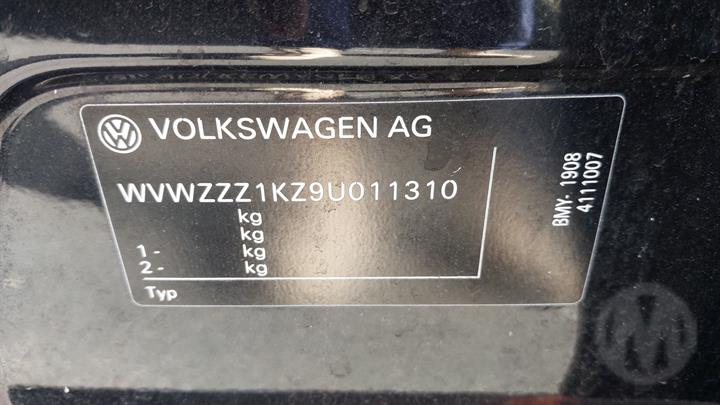 VOLKSWAGEN AG
WVWZZZ1KZ9U011310
kg
kg
1- kg
2- kg
Typ
BMY- 1908
4111007